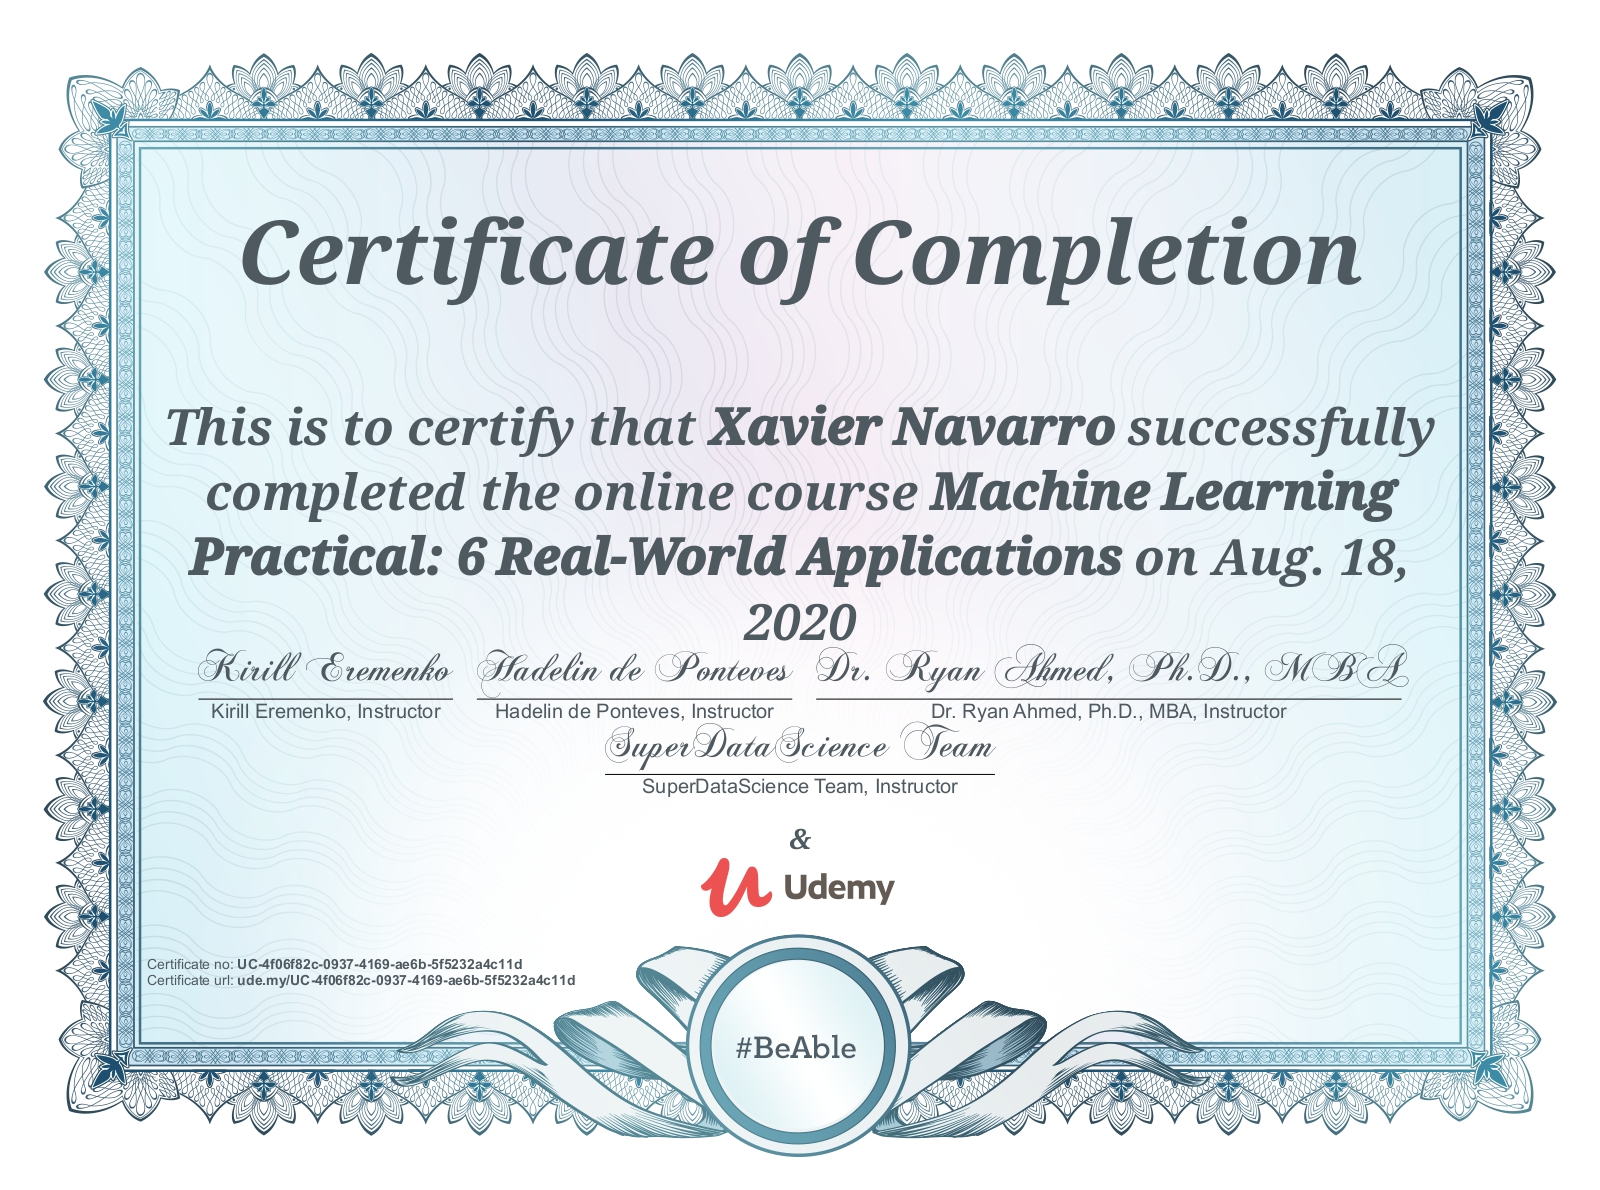 Certificate of Completion
This is to certify that Xavier Navarro successfully
completed the online course Machine Learning
Practical: 6 Real-World Applications on Aug. 18,
2020
Kirill Eremenko Hadelin de Ponteves Dr. Ryan Ahmed, Ph.D., MBA
Kirill Eremenko, Instructor Hadelin de Ponteves, Instructor Dr. Ryan Ahmed, Ph.D., MBA, Instructor
SuperDataScience Team
SuperDataScience Team, Instructor
&
Udemy
Certificate no: UC-4f06f82c-0937-4169-ae6b-5f5232a4c11d
Certificate url: ude.my/UC-4f06f82c-0937-4169-ae6b-5f5232a4c11d
#BeAble